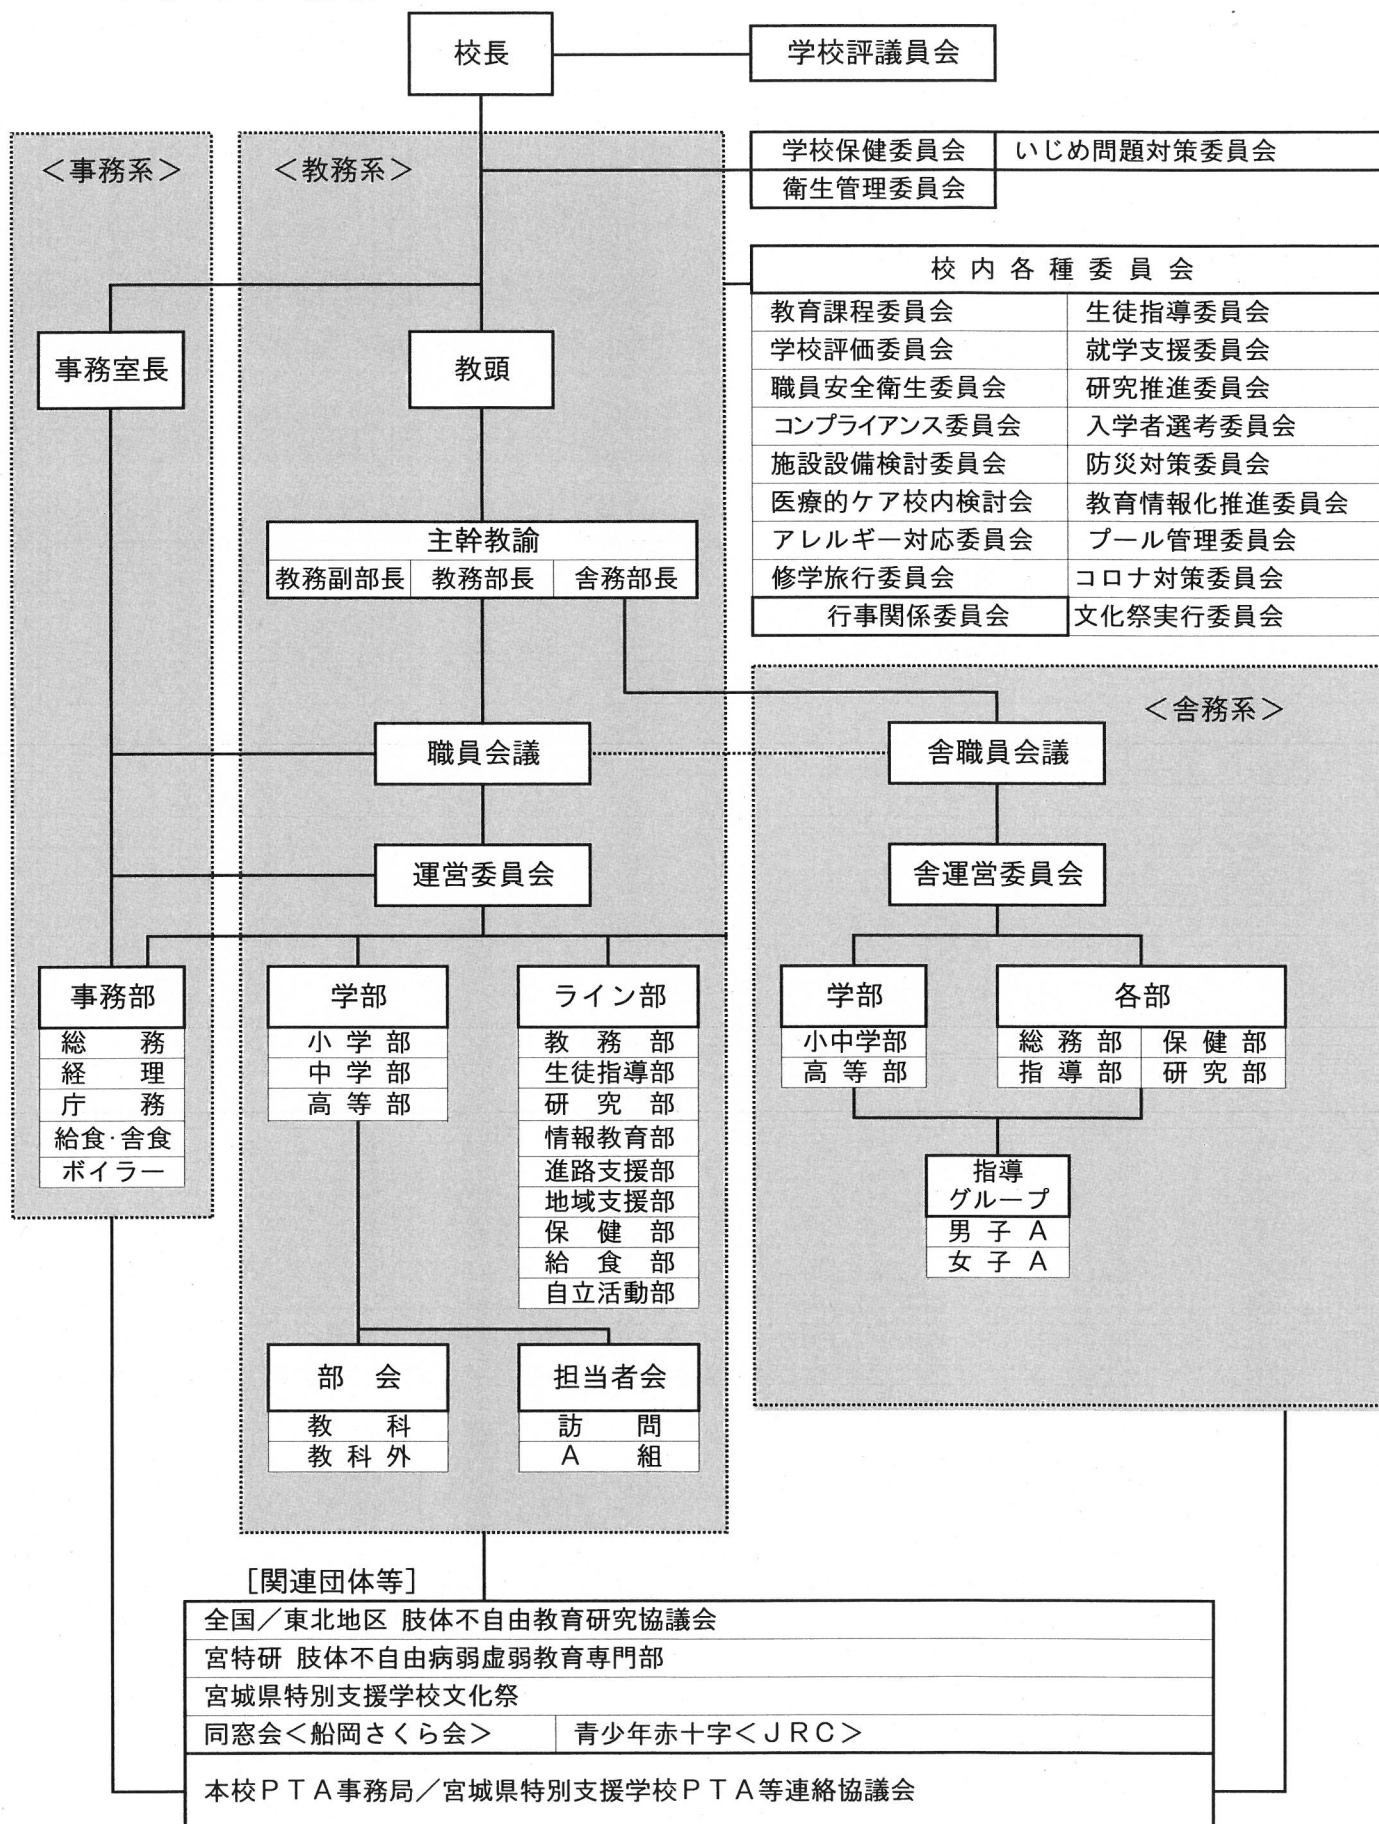 校長
学校評議員会
＜事務系＞
＜教務系＞
学校保健委員会 いじめ問題対策委員会
衛生管理委員会
校内各種委員会
教育課程委員会 生徒指導委員会
学校評価委員会 就学支援委員会
職員安全衛生委員会 研究推進委員会
コンプライアンス委員会 入学者選考委員会
施設設備検討委員会 防災対策委員会
医療的ケア校内検討会 教育情報化推進委員会
アレルギー対応委員会 プール管理委員会
修学旅行委員会 コロナ対策委員会
行事関係委員会 文化祭実行委員会
事務室長
教頭
主幹教諭
教務副部長 教務部長 舎務部長
＜舎務系＞
職員会議
舎職員会議
運営委員会
舎運営委員会
事務部
総務
経理
庁務
給食・舎食
ボイラー
学部
小学部
中学部
高等部
ライン部
教務部
生徒指導部
研究部
情報教育部
進路支援部
地域支援部
保健部
給食部
自立活動部
学部
小中学部
高等部
各部
総務部 保健部
指導部 研究部
指導
グループ
男子A
女子A
部会
教科
教科外
担当者会
訪問
A組
［関連団体等］
全国／東北地区 肢体不自由教育研究協議会
宮特研 肢体不自由病弱虚弱教育専門部
宮城県特別支援学校文化祭
同窓会＜船岡さくら会＞ 青少年赤十字＜ＪＲＣ＞
本校ＰＴＡ事務局／宮城県特別支援学校ＰＴＡ等連絡協議会